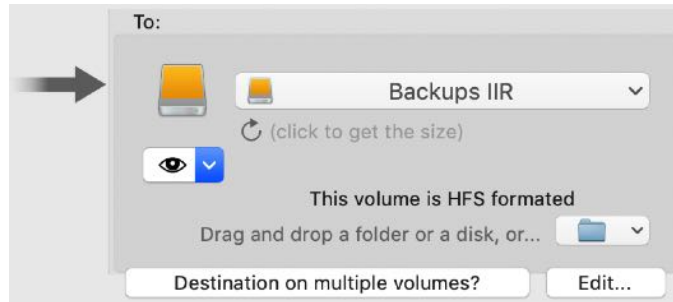 To:
Backups IIR
(click to get the size)
This volume is HFS formated
Drag and drop a folder or a disk, or...
Destination on multiple volumes?
Edit...